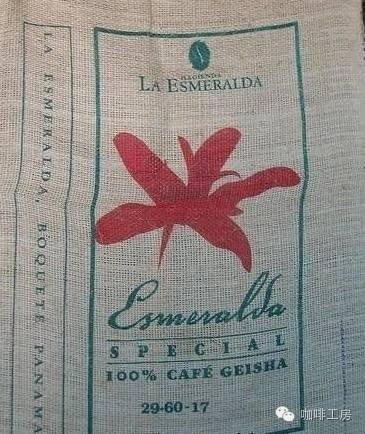 HACIENDA
LA ESMERALDA
LA ESMERALDA, BOQUETE PANAMA
Esmeralda
SPECIAL
100% CAFÉ GEISHA
29-60-17
咖啡工房